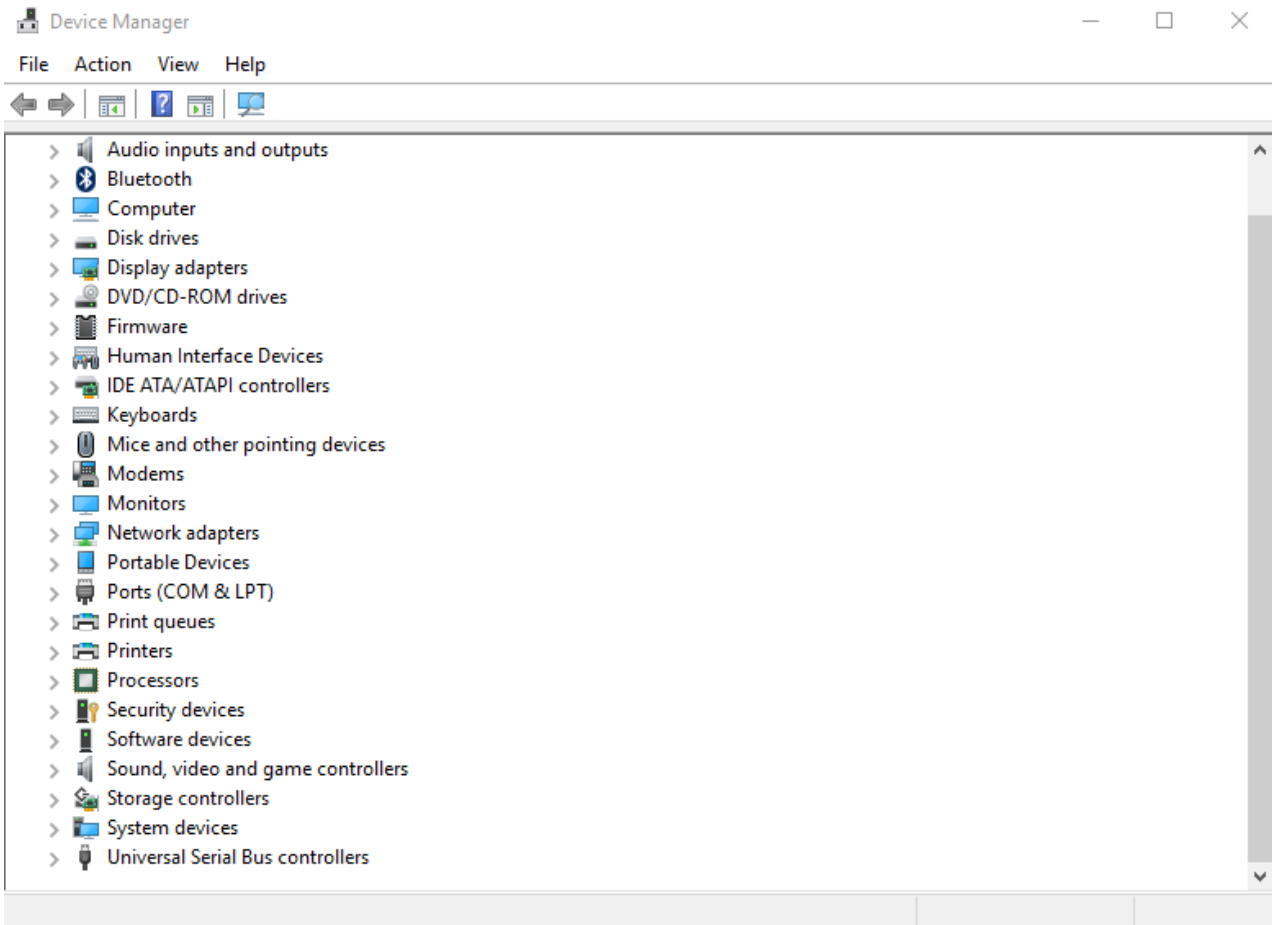 Device Manager
File Action View Help
Audio inputs and outputs
Bluetooth
Computer
Disk drives
Display adapters
DVD/CD-ROM drives
Firmware
Human Interface Devices
IDE ATA/ATAPI controllers
Keyboards
Mice and other pointing devices
Modems
Monitors
Network adapters
Portable Devices
Ports (COM & LPT)
Print queues
Printers
Processors
Security devices
Software devices
Sound, video and game controllers
Storage controllers
System devices
Universal Serial Bus controllers